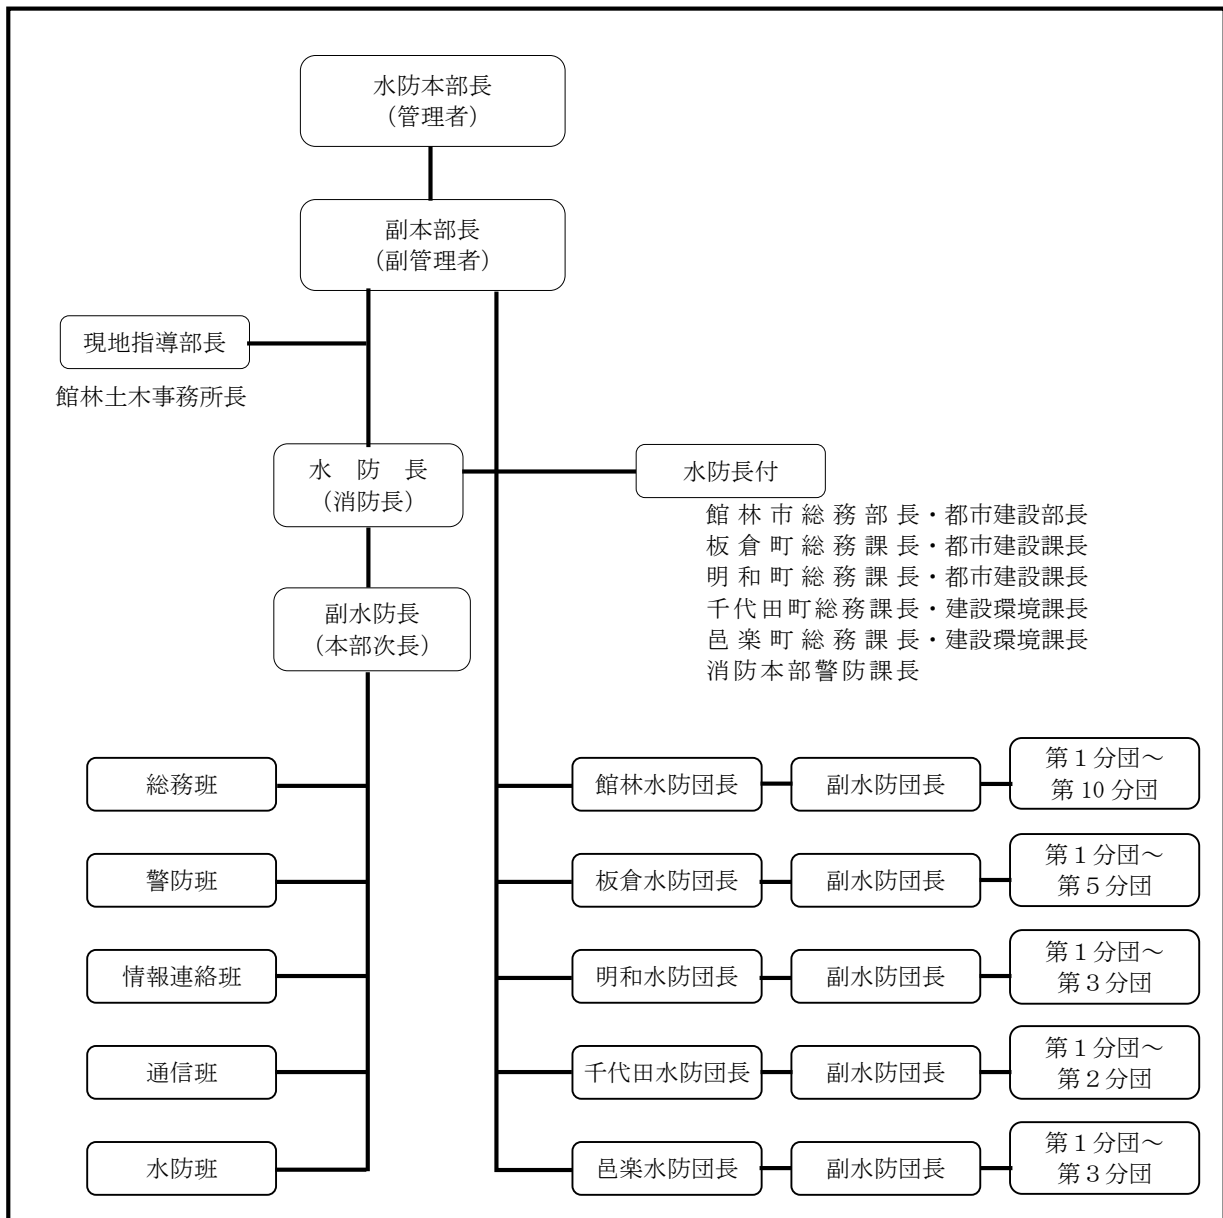 水防本部長
（管理者）
副本部長
（副管理者）
現地指導部長
館林土木事務所長
水　防　長
（消防長）
水防長付
館林市総務部長・都市建設部長
板倉町総務課長・都市建設課長
明和町総務課長・都市建設課長
千代田町総務課長・建設環境課長
邑楽町総務課長・建設環境課長
消防本部警防課長
副水防長
（本部次長）
総務班
館林水防団長
副水防団長
第１分団～
第 10 分団
警防班
板倉水防団長
副水防団長
第１分団～
第５分団
情報連絡班
明和水防団長
副水防団長
第１分団～
第３分団
通信班
千代田水防団長
副水防団長
第１分団～
第２分団
水防班
邑楽水防団長
副水防団長
第１分団～
第３分団